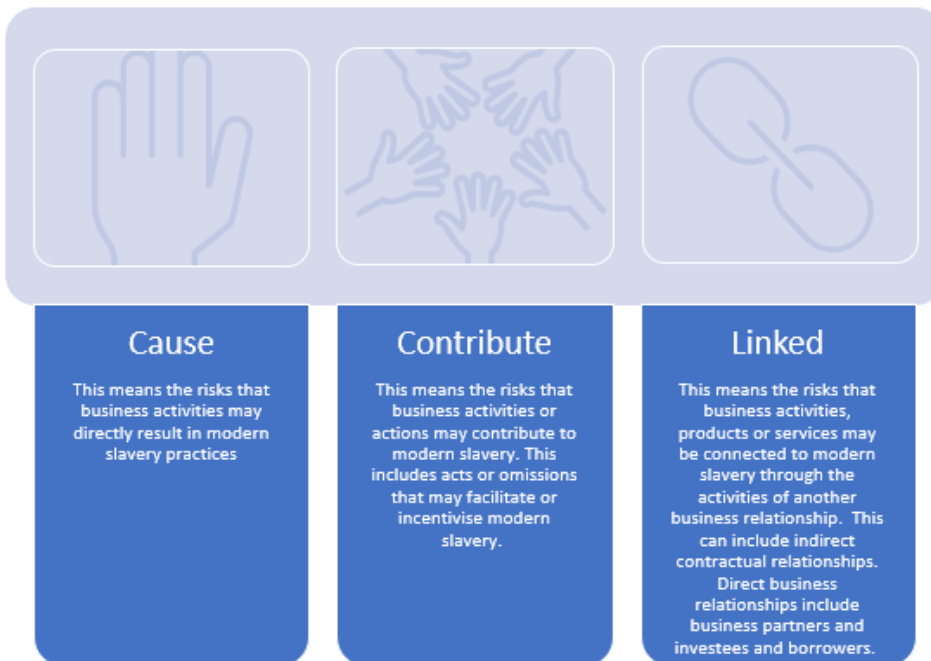 Cause
This means the risks that
business activities may
directly result in modern
slavery practices
Contribute
This means the risks that
business activities or
actions may contribute to
modern slavery. This
includes acts or omissions
that may facilitate or
incentivise modern
slavery.
Linked
This means the risks that
business activities,
products or services may
be connected to modern
slavery through the
activities of another
business relationship.  This
can include indirect
contractual relationships.
Direct business
relationships include
business partners and
investees and borrowers.